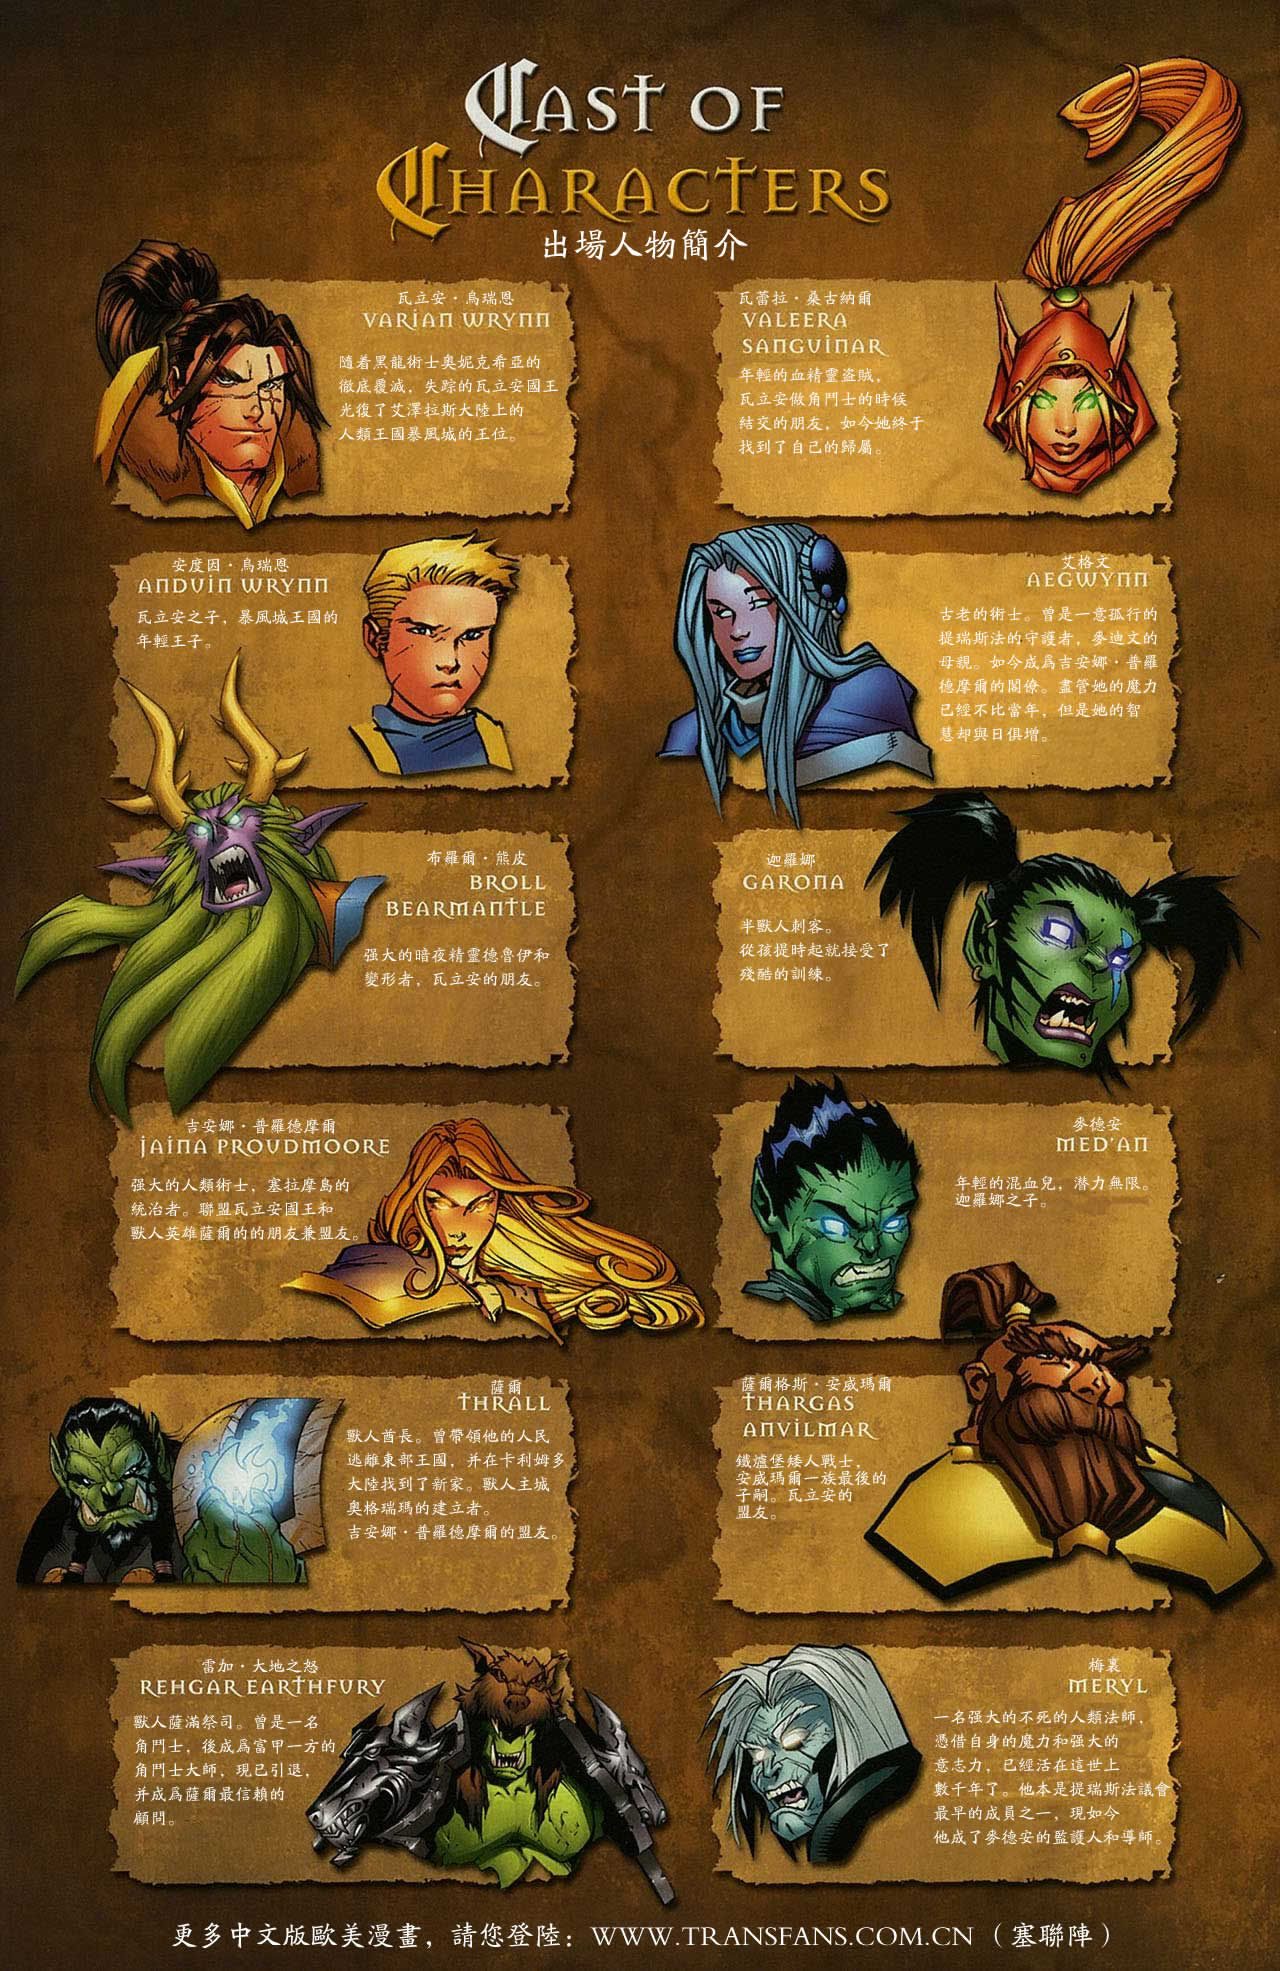 CAST OF
CHARACTERS
出場人物簡介
瓦立安·烏瑞恩
VARIAN WRYNN
隨着黑龍術士奧妮克希亞的
徹底覆滅，失踪的瓦立安國王
光復了艾澤拉斯大陸上的
人類王國暴風城的王位。
瓦蕾拉·桑古納爾
VALEERA
SANGUINAR
年輕的血精靈盜賊，
瓦立安做角鬥士的時候
結交的朋友，如今她終于
找到了自己的歸屬。
安度因·烏瑞恩
ANDUIN WRYNN
瓦立安之子，暴風城王國的
年輕王子。
艾格文
AEGWYNN
古老的術士。曾是一意孤行的
提瑞斯法的守護者，麥迪文的
母親。如今成爲吉安娜·普羅
德摩爾的閣僚。盡管她的魔力
已經不比當年，但是她的智
慧却與日俱增。
布羅爾·熊皮
BROLL
BEARMANTLE
强大的暗夜精靈德魯伊和
變形者，瓦立安的朋友。
迦羅娜
GARONA
半獸人刺客。
從孩提時起就接受了
殘酷的訓練。
吉安娜·普羅德摩爾
JAINA PROUDMOORE
强大的人類術士，塞拉摩島的
統治者。聯盟瓦立安國王和
獸人英雄薩爾的的朋友兼盟友。
麥德安
MED'AN
年輕的混血兒，潜力無限。
迦羅娜之子。
薩爾
THRALL
獸人酋長。曾帶領他的人民
逃離東部王國，并在卡利姆多
大陸找到了新家。獸人主城
奧格瑞瑪的建立者。
吉安娜·普羅德摩爾的盟友。
薩爾格斯·安威瑪爾
THARGAS
ANVILMAR
鐵爐堡矮人戰士，
安威瑪爾一族最後的
子嗣。瓦立安的
盟友。
雷加·大地之怒
REHGAR EARTHFURY
獸人薩滿祭司。曾是一名
角鬥士，後成爲富甲一方的
角鬥士大師，現已引退，
并成爲薩爾最信賴的
顧問。
梅裏
MERYL
一名强大的不死的人類法師，
憑借自身的魔力和强大的
意志力，已經活在這世上
數千年了。他本是提瑞斯法議會
最早的成員之一，現如今
他成了麥德安的監護人和導師。
更多中文版歐美漫畫，請您登陸：WWW.TRANSFANS.COM.CN（塞聯陣）